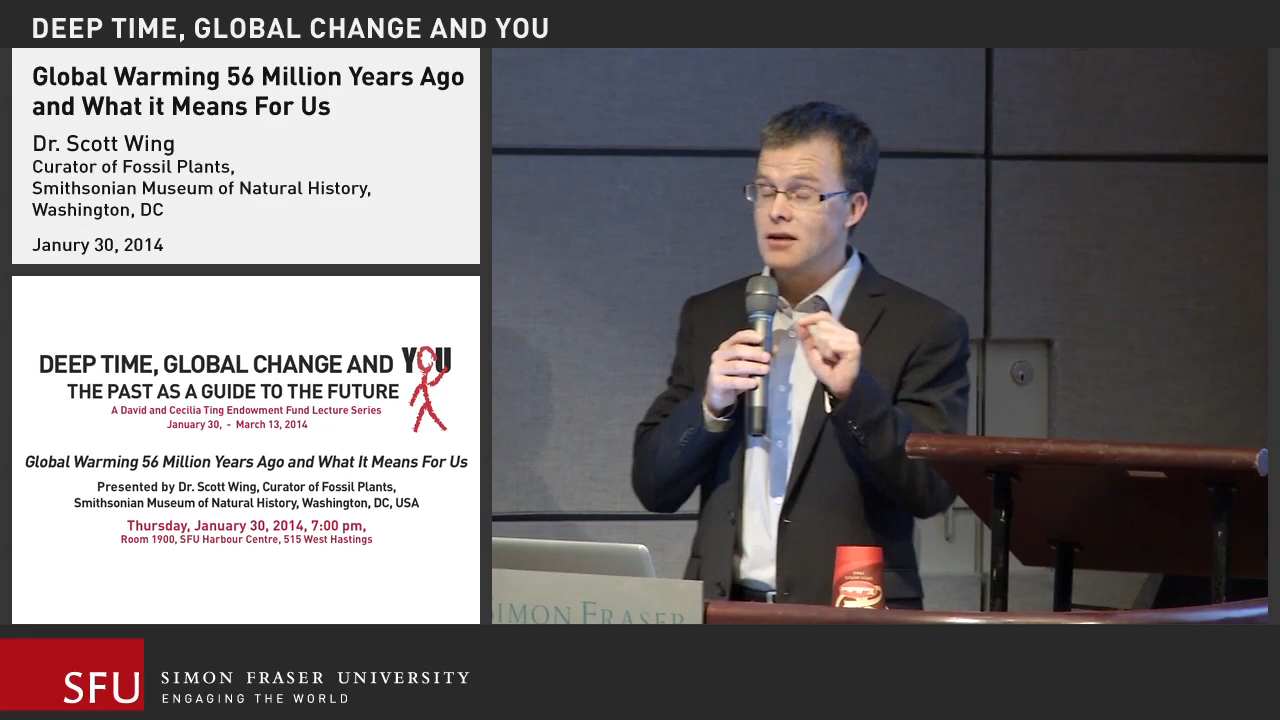 DEEP TIME, GLOBAL CHANGE AND YOU
Global Warming 56 Million Years Ago
and What it Means For Us
Dr. Scott Wing
Curator of Fossil Plants,
Smithsonian Museum of Natural History,
Washington, DC
Janury 30, 2014
DEEP TIME, GLOBAL CHANGE AND YOU
THE PAST AS A GUIDE TO THE FUTURE
A David and Cecilia Ting Endowment Fund Lecture Series
January 30, - March 13, 2014
Global Warming 56 Million Years Ago and What It Means For Us
Presented by Dr. Scott Wing, Curator of Fossil Plants,
Smithsonian Museum of Natural History, Washington, DC, USA
Thursday, January 30, 2014, 7:00 pm,
Room 1900, SFU Harbour Centre, 515 West Hastings
SIMON FRASER
SFU
SIMON FRASER UNIVERSITY
ENGAGING THE WORLD